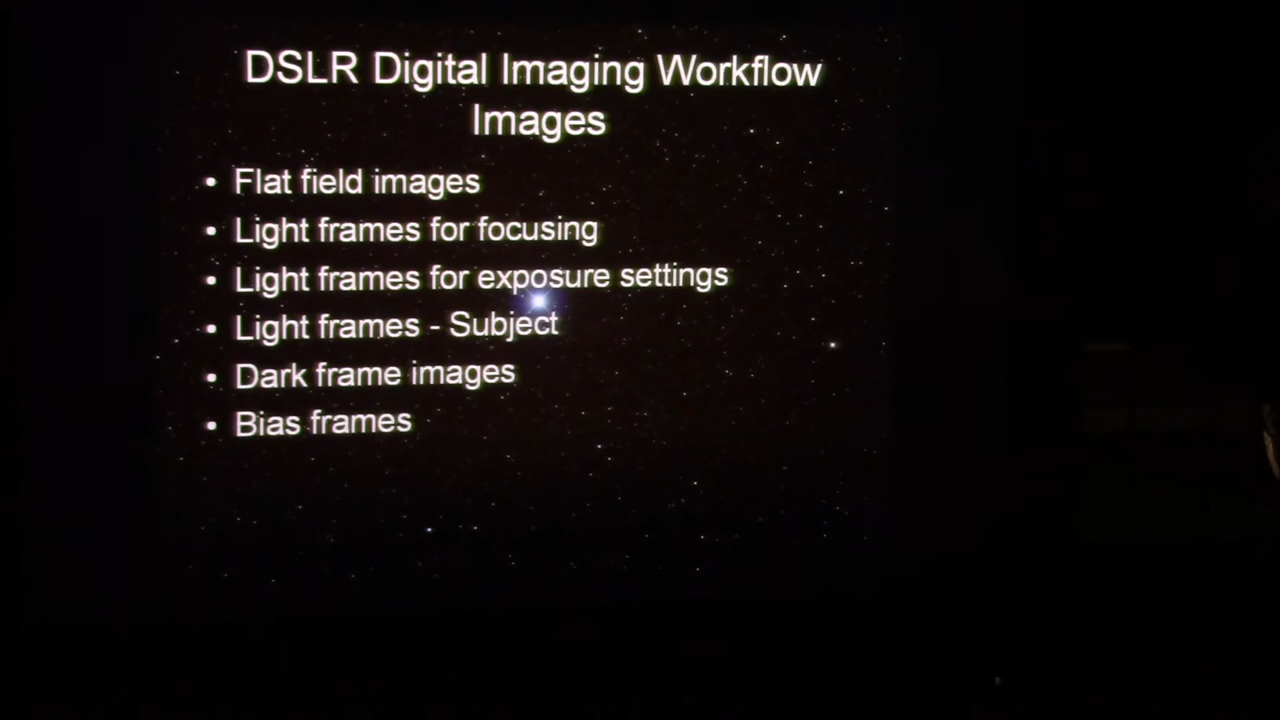 DSLR Digital Imaging Workflow
Images
• Flat field images
• Light frames for focusing
• Light frames for exposure settings
• Light frames - Subject
• Dark frame images
• Bias frames